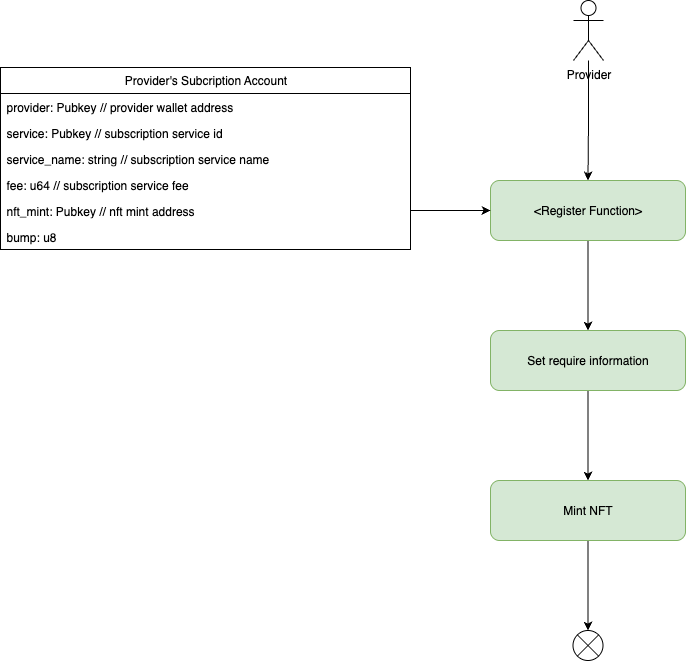 Provider
Provider's Subcription Account
provider: Pubkey // provider wallet address
service: Pubkey // subscription service id
service_name: string // subscription service name
fee: u64 // subscription service fee
nft_mint: Pubkey // nft mint address
bump: u8
<Register Function>
Set require information
Mint NFT